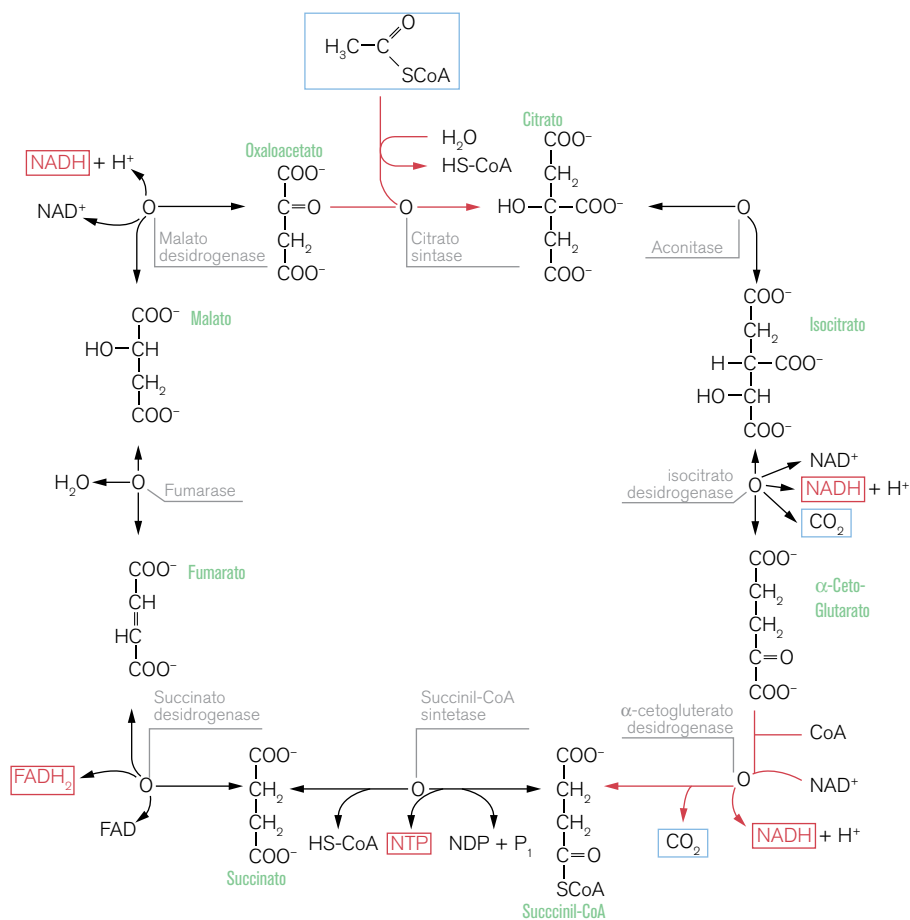 O
H₃C
C
SCoA
Citrato
COO⁻
CH₂
HO
C
COO⁻
CH₂
COO⁻
H₂O
HS-CoA
Oxaloacetato
COO⁻
C=O
CH₂
COO⁻
NADH + H⁺
NAD⁺
O
Malato
desidrogenase
O
Citrato
sintase
O
Aconitase
COO⁻
CH₂
H
C
COO⁻
HO
CH
COO⁻
Isocitrato
COO⁻
HO
CH
CH₂
COO⁻
Malato
H₂O
O
Fumarase
isocitrato
desidrogenase
O
NAD⁺
NADH + H⁺
CO₂
COO⁻
CH
HC
COO⁻
Fumarato
COO⁻
CH₂
CH₂
C=O
COO⁻
α-Ceto-
Glutarato
Succinato
desidrogenase
Succinil-CoA
sintetase
α-cetogluterato
desidrogenase
CoA
NAD⁺
O
FADH₂
O
FAD
COO⁻
CH₂
CH₂
COO⁻
Succinato
O
HS-CoA
NTP
NDP + P₁
COO⁻
CH₂
CH₂
C=O
SCoA
Succcinil-CoA
CO₂
NADH + H⁺